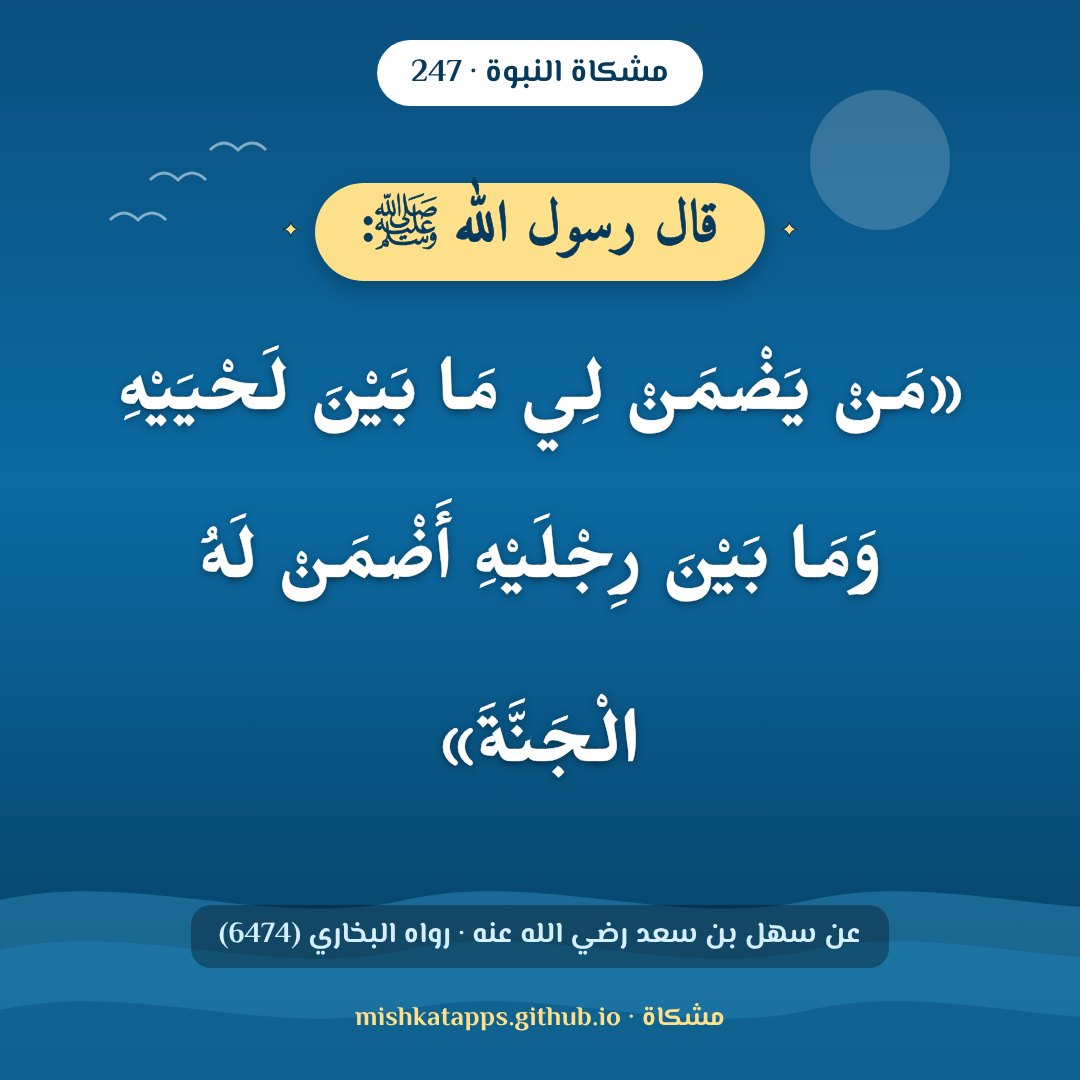 مشكاة النبوة · 247
قال رسول الله ﷺ:
«مَنْ يَضْمَنْ لِي مَا بَيْنَ لَحْيَيْهِ
وَمَا بَيْنَ رِجْلَيْهِ أَضْمَنْ لَهُ
الْجَنَّةَ»
عن سهل بن سعد رضي الله عنه · رواه البخاري (6474)
مشكاة · mishkatapps.github.io